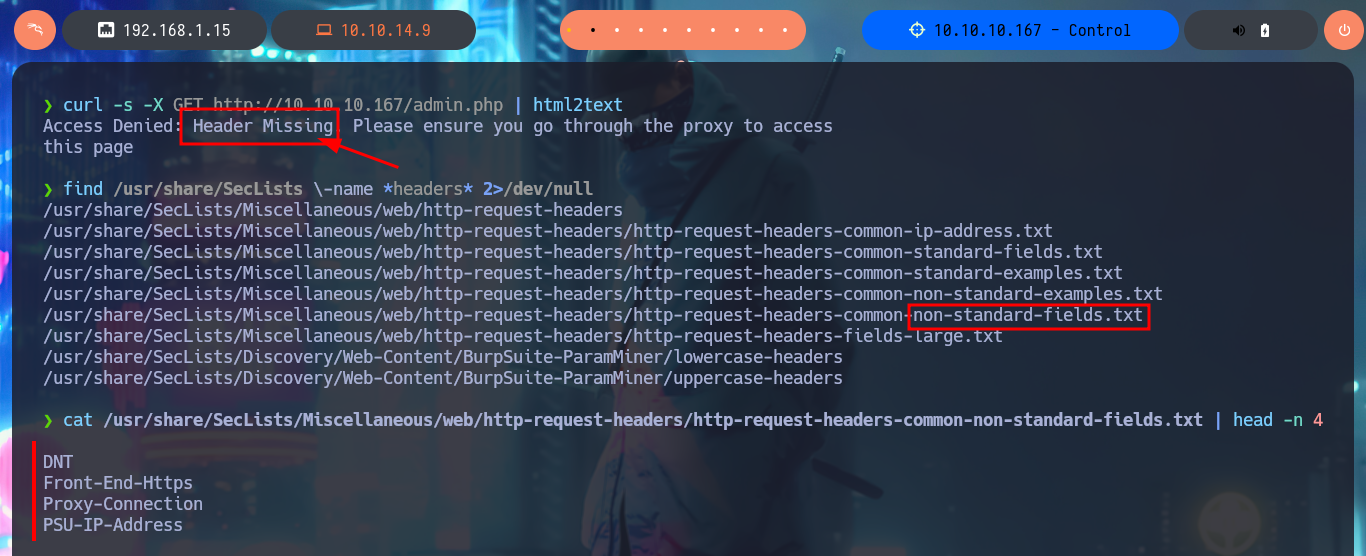 192.168.1.15 10.10.14.9 10.10.10.167 - Control
❯ curl -s -X GET http://10.10.10.167/admin.php | html2text
Access Denied: Header Missing. Please ensure you go through the proxy to access
this page
❯ find /usr/share/SecLists \-name *headers* 2>/dev/null
/usr/share/SecLists/Miscellaneous/web/http-request-headers
/usr/share/SecLists/Miscellaneous/web/http-request-headers/http-request-headers-common-ip-address.txt
/usr/share/SecLists/Miscellaneous/web/http-request-headers/http-request-headers-common-standard-fields.txt
/usr/share/SecLists/Miscellaneous/web/http-request-headers/http-request-headers-common-standard-examples.txt
/usr/share/SecLists/Miscellaneous/web/http-request-headers/http-request-headers-common-non-standard-examples.txt
/usr/share/SecLists/Miscellaneous/web/http-request-headers/http-request-headers-common-non-standard-fields.txt
/usr/share/SecLists/Miscellaneous/web/http-request-headers/http-request-headers-fields-large.txt
/usr/share/SecLists/Discovery/Web-Content/BurpSuite-ParamMiner/lowercase-headers
/usr/share/SecLists/Discovery/Web-Content/BurpSuite-ParamMiner/uppercase-headers
❯ cat /usr/share/SecLists/Miscellaneous/web/http-request-headers/http-request-headers-common-non-standard-fields.txt | head -n 4
DNT
Front-End-Https
Proxy-Connection
PSU-IP-Address